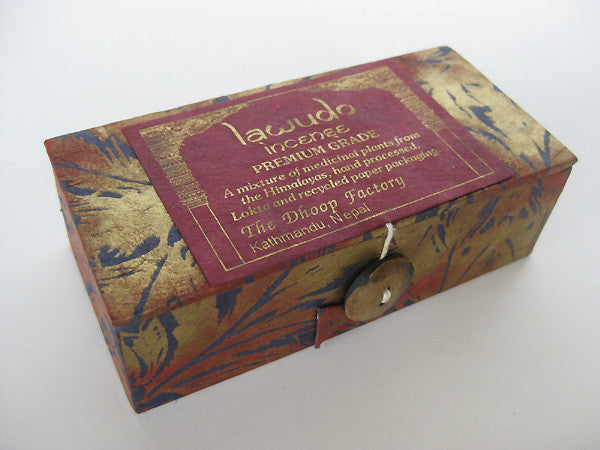 Lawudo
incense
PREMIUM GRADE
A mixture of medicinal plants from
the Himalayas, hand processed.
Lokta and recycled paper packaging.
The Dhoop Factory
Kathmandu, Nepal